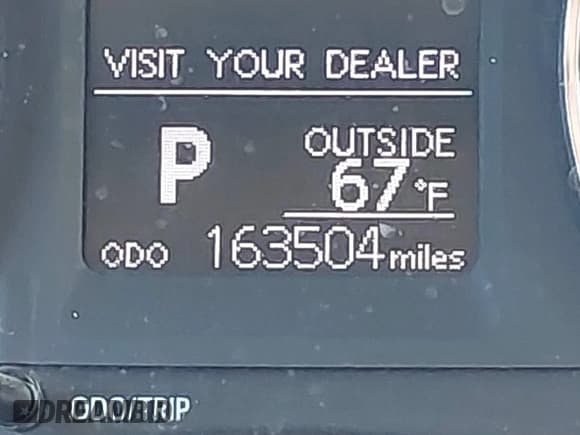 VISIT YOUR DEALER
P
OUTSIDE
67°F
ODO 163504 miles
ODO/TRIP